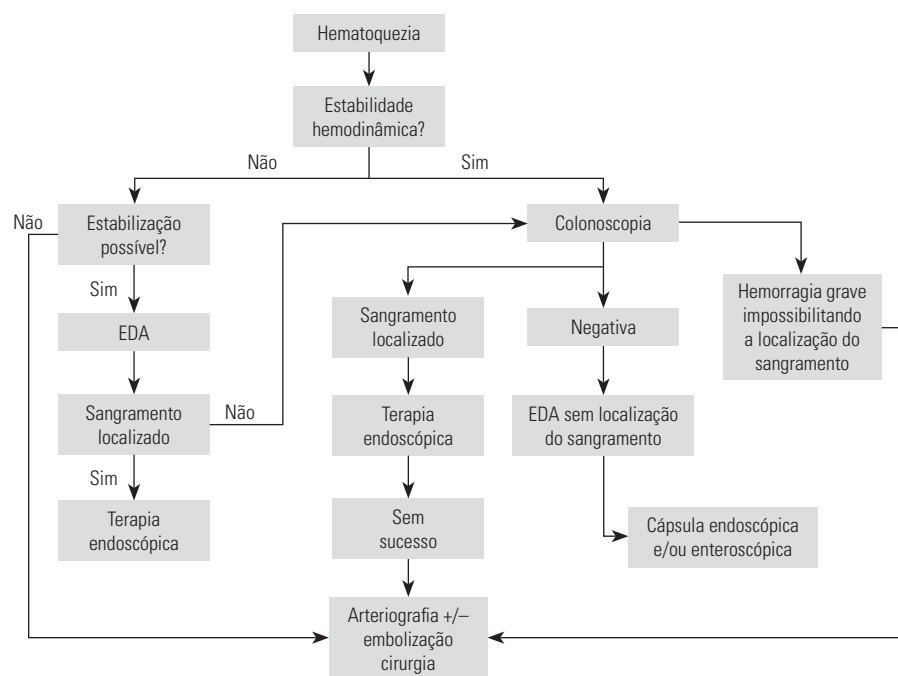 Hematoquezia
Estabilidade
hemodinâmica?
Não
Sim
Não
Estabilização
possível?
Colonoscopia
Sim
Hemorragia grave
impossibilitando
a localização do
sangramento
EDA
Sangramento
localizado
Negativa
Sangramento
localizado
Não
Terapia
endoscópica
EDA sem localização
do sangramento
Sim
Terapia
endoscópica
Sem
sucesso
Cápsula endoscópica
e/ou enteroscópica
Arteriografia +/–
embolização
cirurgia